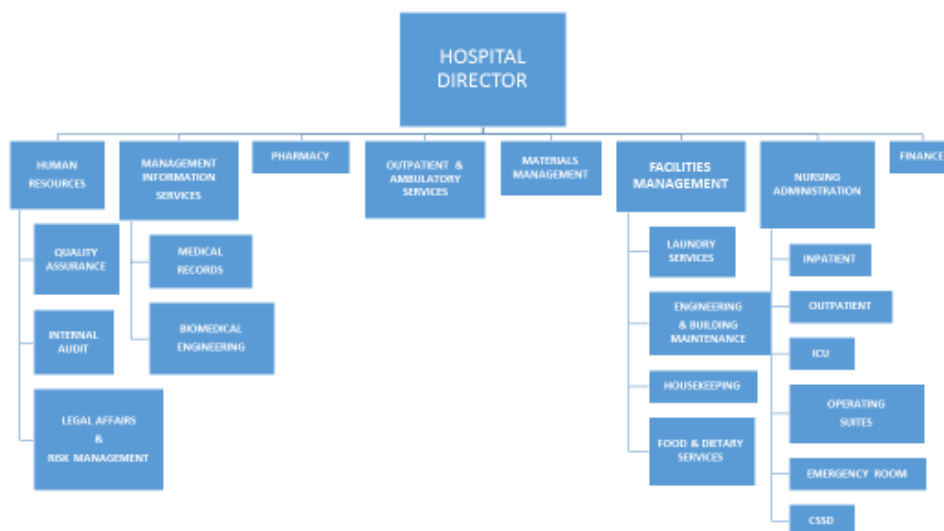 HOSPITAL
DIRECTOR
HUMAN
RESOURCES
MANAGEMENT
INFORMATION
SERVICES
PHARMACY
OUTPATIENT &
AMBULATORY
SERVICES
MATERIALS
MANAGEMENT
FACILITIES
MANAGEMENT
NURSING
ADMINISTRATION
FINANCE
QUALITY
ASSURANCE
INTERNAL
AUDIT
LEGAL AFFAIRS
&
RISK MANAGEMENT
MEDICAL
RECORDS
BIOMEDICAL
ENGINEERING
LAUNDRY
SERVICES
ENGINEERING
& BUILDING
MAINTENANCE
HOUSEKEEPING
FOOD & DIETARY
SERVICES
INPATIENT
OUTPATIENT
ICU
OPERATING
SUITES
EMERGENCY ROOM
CSSD